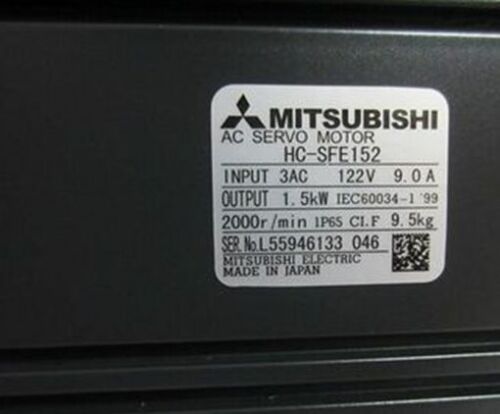 MITSUBISHI
AC SERVO MOTOR
HC-SFE152
INPUT 3AC 122V 9.0A
OUTPUT 1.5kW IEC60034-1 '99
2000r/min IP65 CI.F 9.5kg
SER.No.L55946133 046
MITSUBISHI ELECTRIC
MADE IN JAPAN